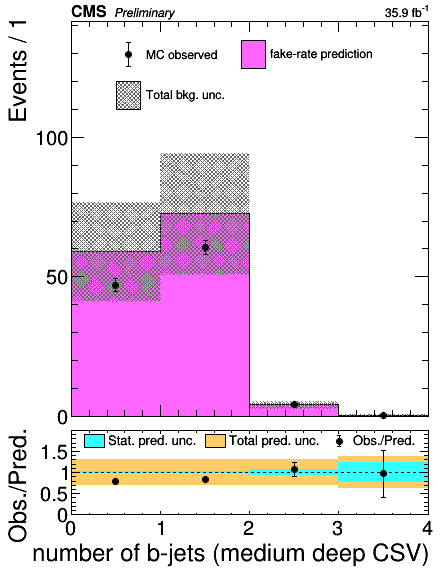 CMS Preliminary 35.9 fb⁻¹
Events / 1
MC observed
fake-rate prediction
Total bkg. unc.
100
50
0
Obs./Pred.
Stat. pred. unc.
Total pred. unc.
Obs./Pred.
1.5
1
0.5
0
0 1 2 3 4
number of b-jets (medium deep CSV)